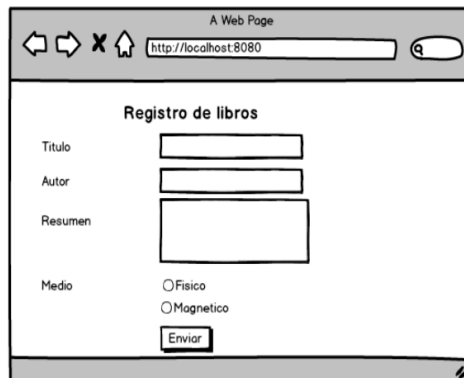 A Web Page
http://localhost:8080
Registro de libros
Titulo
Autor
Resumen
Medio
Fisico
Magnetico
Enviar